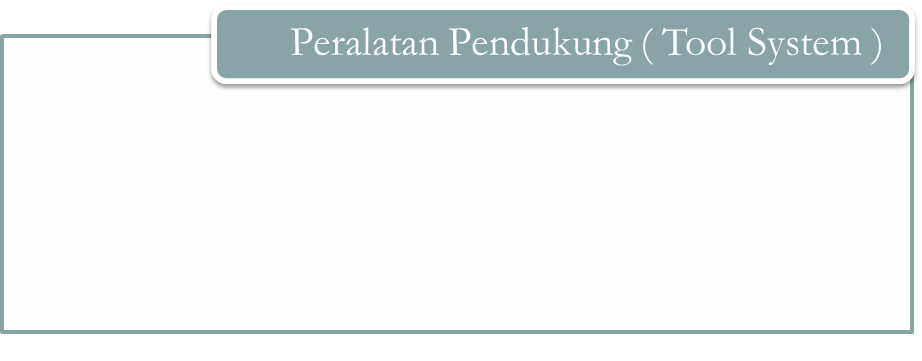 Peralatan Pendukung ( Tool System )